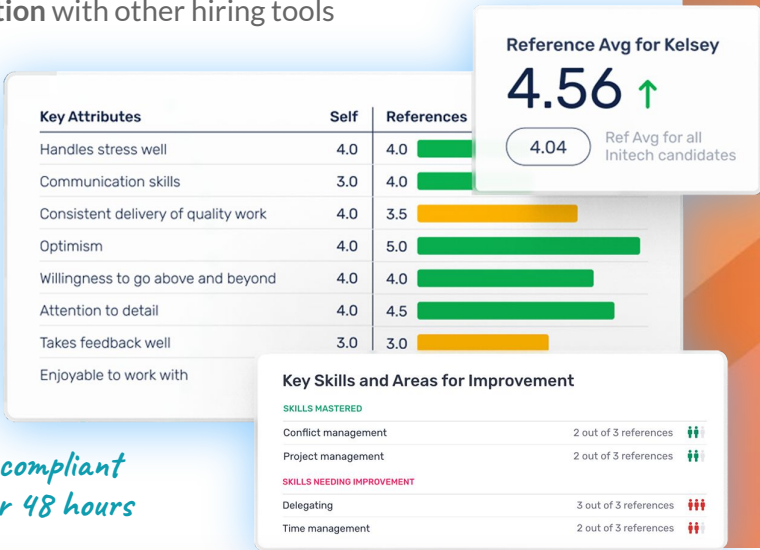 tion with other hiring tools
Reference Avg for Kelsey
4.56
4.04
Ref Avg for all
Initech candidates
Key Attributes Self References
Handles stress well 4.0 4.0
Communication skills 3.0 4.0
Consistent delivery of quality work 4.0 3.5
Optimism 4.0 5.0
Willingness to go above and beyond 4.0 4.0
Attention to detail 4.0 4.5
Takes feedback well 3.0 3.0
Enjoyable to work with
Key Skills and Areas for Improvement
SKILLS MASTERED
Conflict management 2 out of 3 references
Project management 2 out of 3 references
SKILLS NEEDING IMPROVEMENT
Delegating 3 out of 3 references
Time management 2 out of 3 references
compliant
r 48 hours